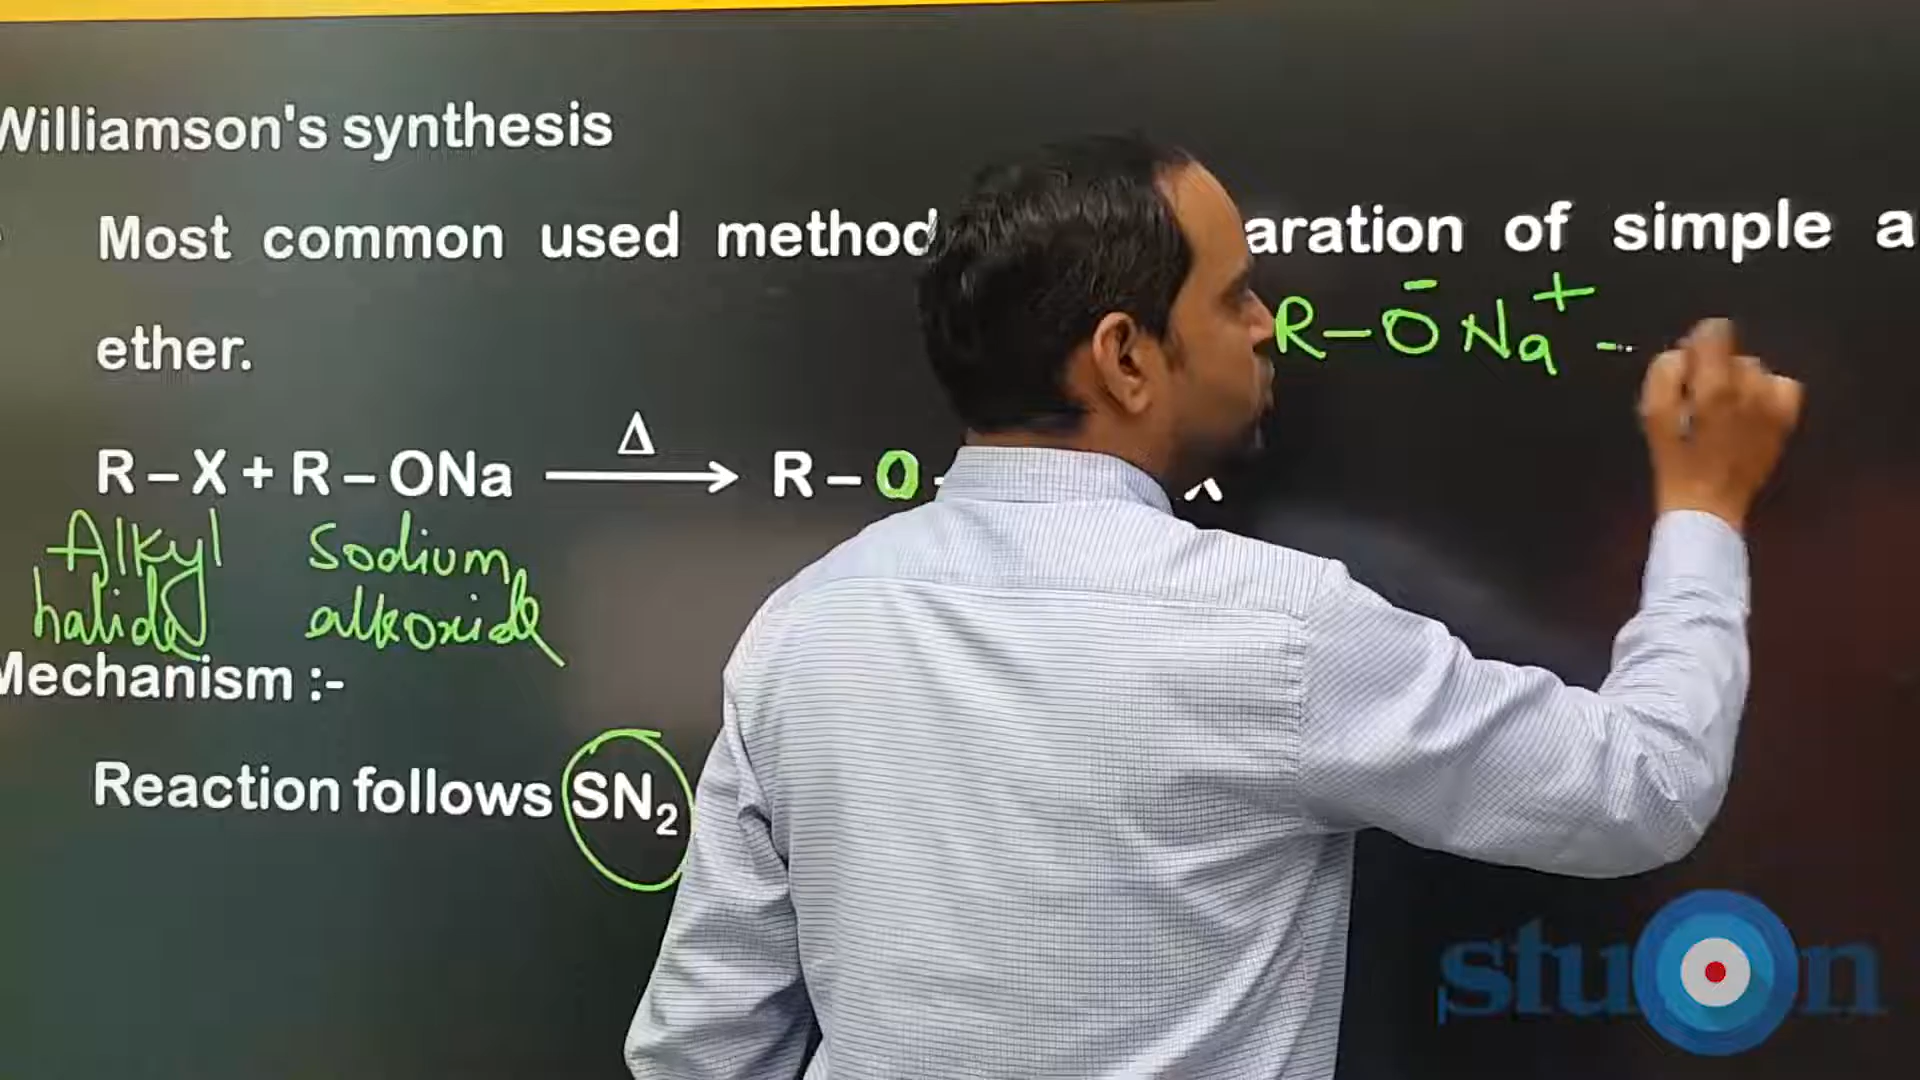 Williamson's synthesis
Most common used method aration of simple a
ether.
R-O⁻ Na⁺ -
R – X + R – ONa →Δ R – O -
Alkyl halide
Sodium alkoxide
Mechanism :-
Reaction follows SN₂
stu n